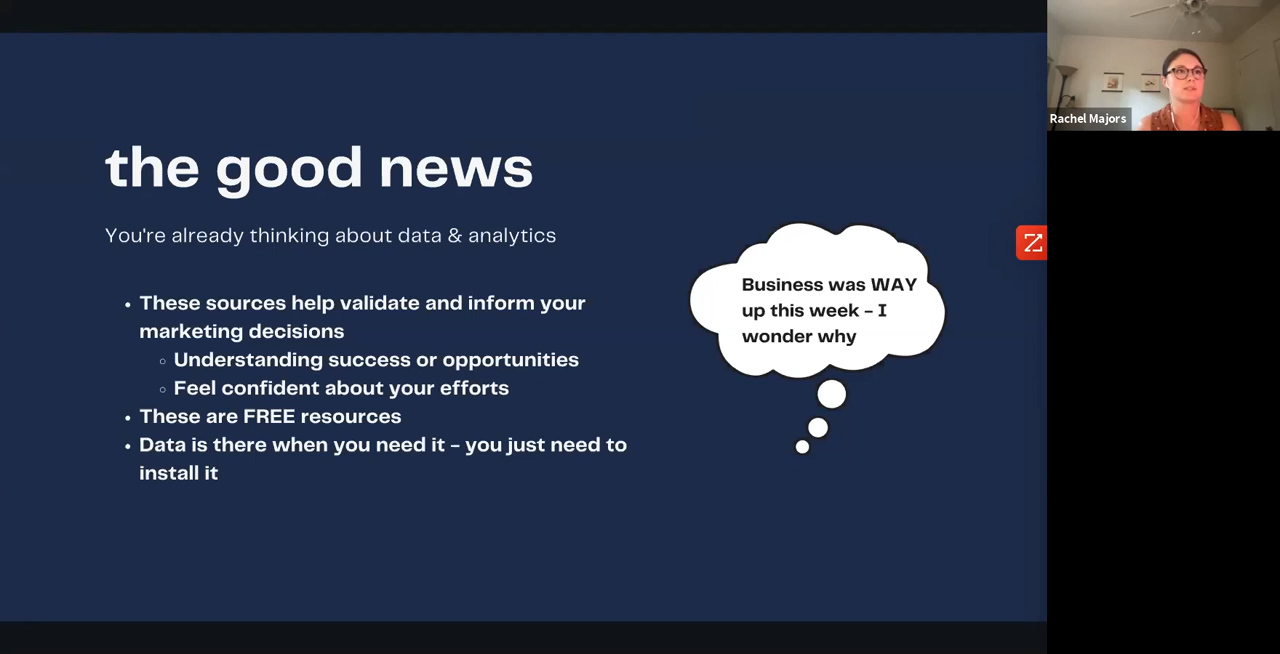 the good news
You're already thinking about data & analytics
• These sources help validate and inform your
marketing decisions
◦ Understanding success or opportunities
◦ Feel confident about your efforts
• These are FREE resources
• Data is there when you need it - you just need to
install it
Business was WAY
up this week - I
wonder why
Rachel Majors